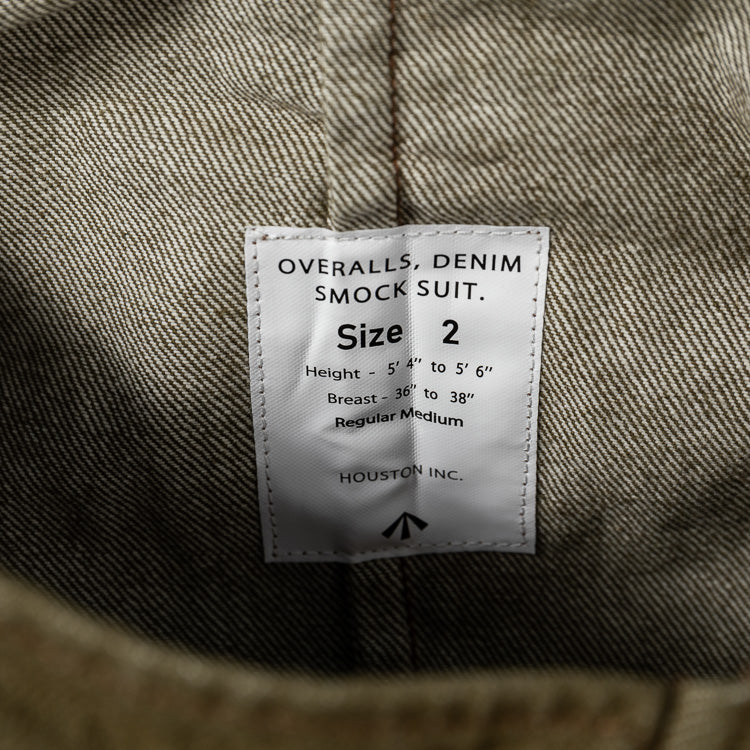 OVERALLS, DENIM
SMOCK SUIT.
Size 2
Height - 5' 4" to 5' 6"
Breast - 36" to 38"
Regular Medium
HOUSTON INC.